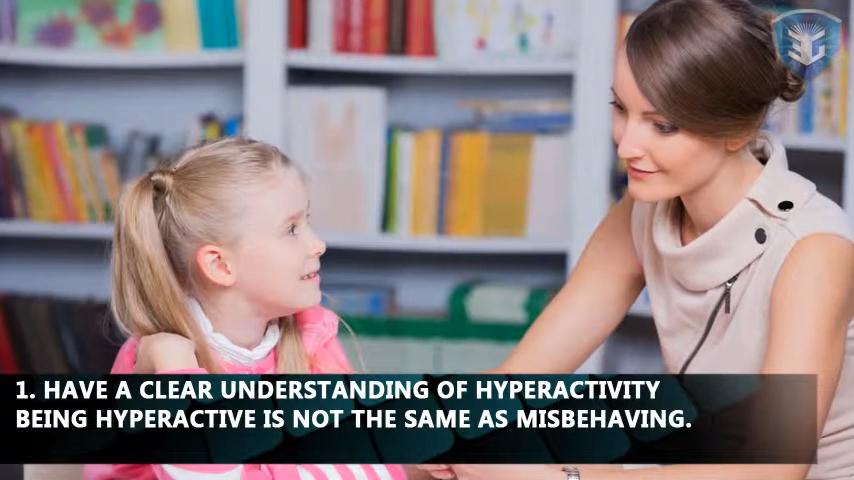 1. HAVE A CLEAR UNDERSTANDING OF HYPERACTIVITY
BEING HYPERACTIVE IS NOT THE SAME AS MISBEHAVING.